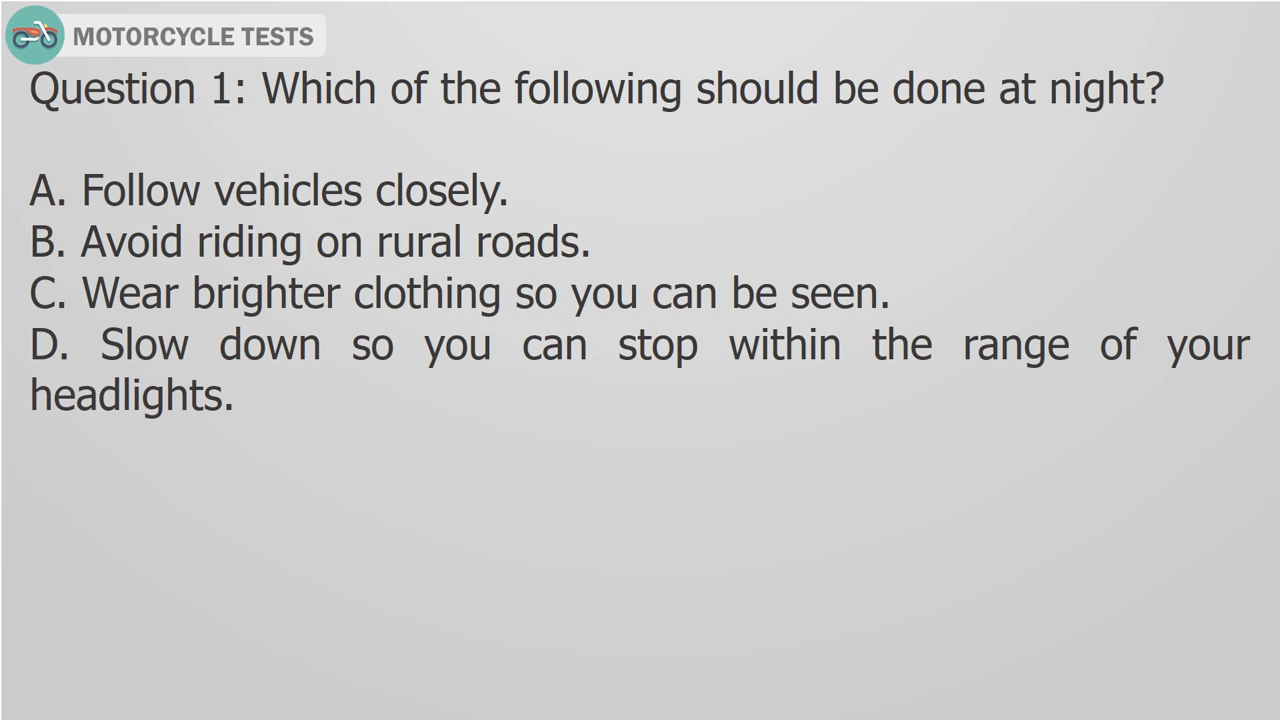 MOTORCYCLE TESTS
Question 1: Which of the following should be done at night?
A. Follow vehicles closely.
B. Avoid riding on rural roads.
C. Wear brighter clothing so you can be seen.
D. Slow down so you can stop within the range of your
headlights.